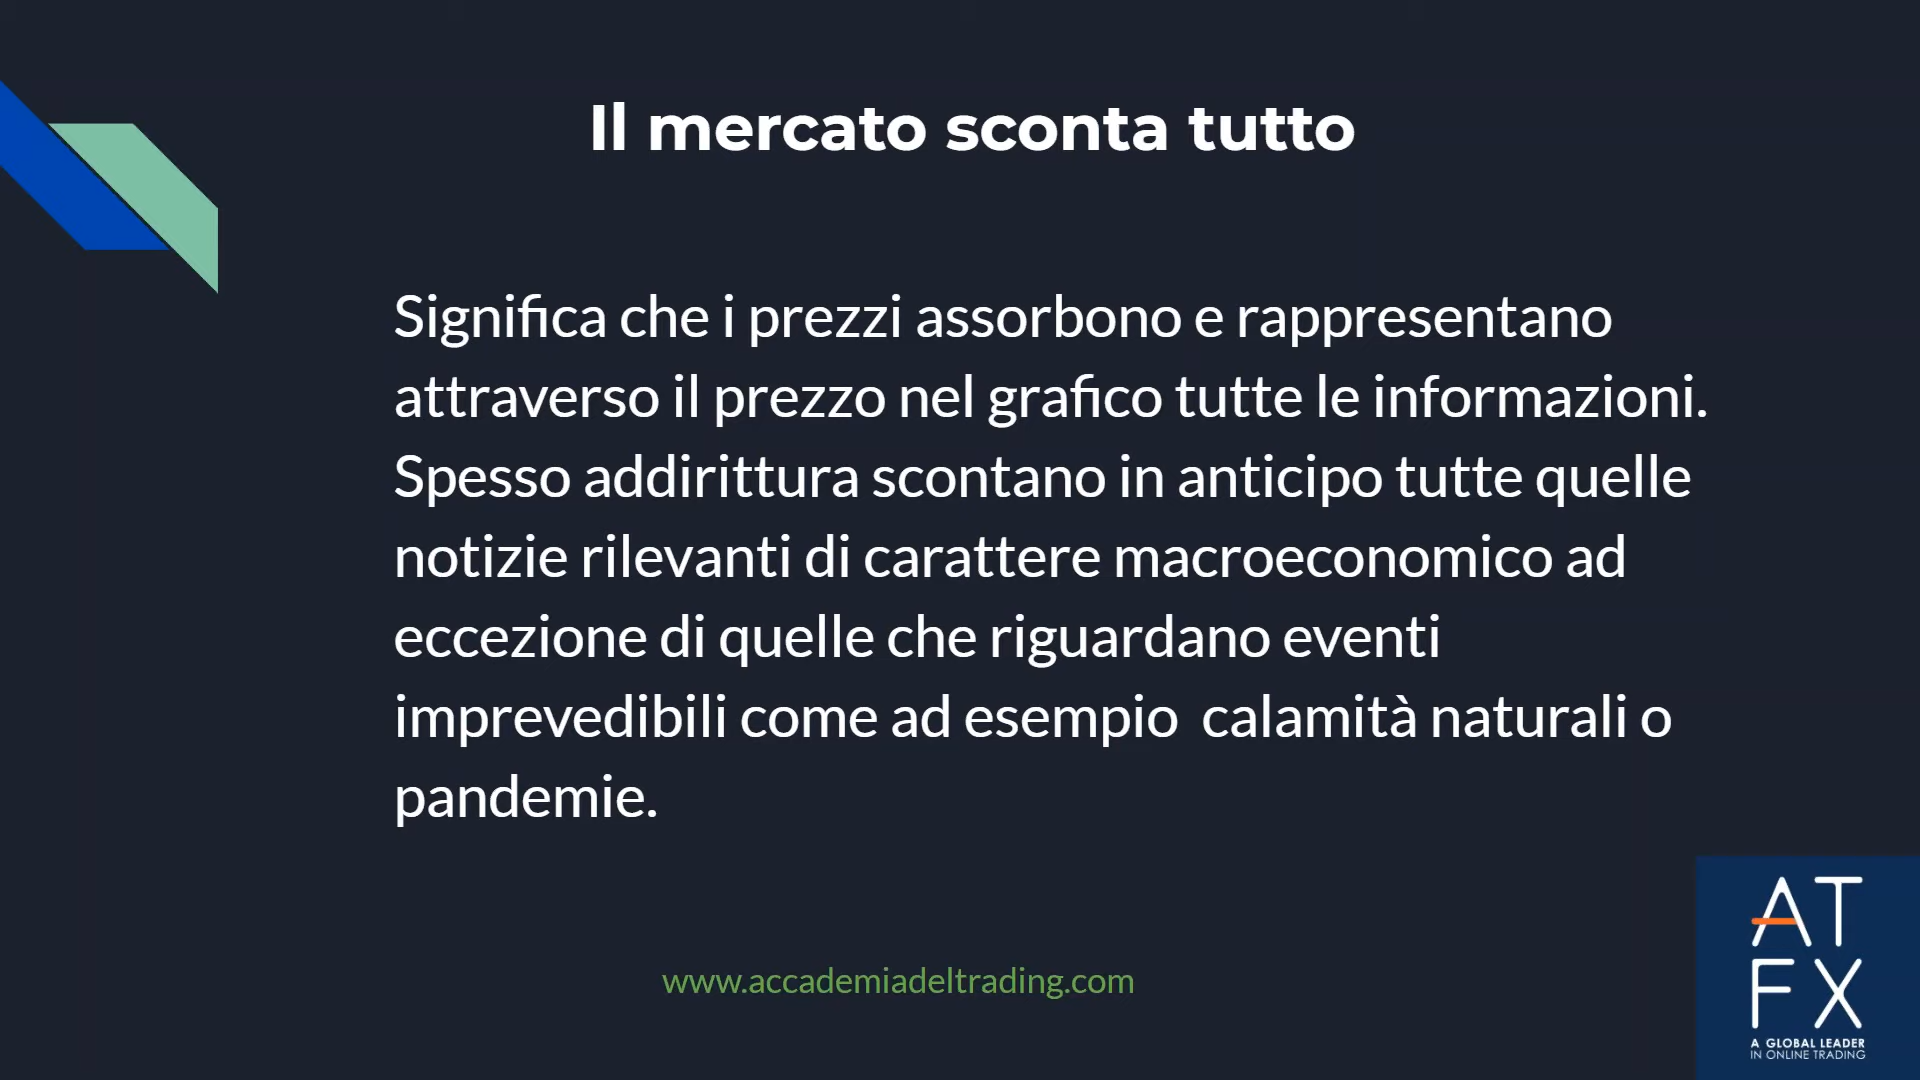 Il mercato sconta tutto
Significa che i prezzi assorbono e rappresentano
attraverso il prezzo nel grafico tutte le informazioni.
Spesso addirittura scontano in anticipo tutte quelle
notizie rilevanti di carattere macroeconomico ad
eccezione di quelle che riguardano eventi
imprevedibili come ad esempio  calamità naturali o
pandemie.
www.accademiadeltrading.com
AT
FX
A GLOBAL LEADER
IN ONLINE TRADING